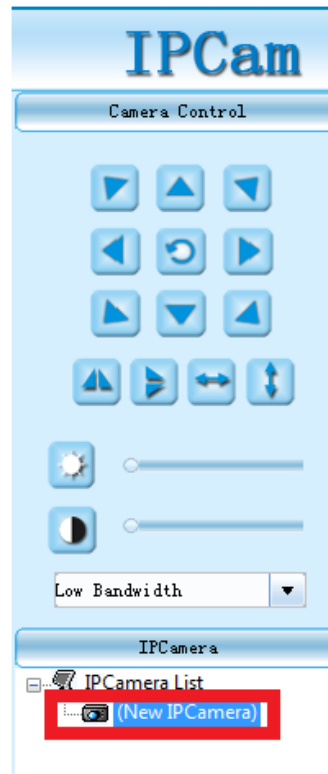 IPCam
Camera Control
Low Bandwidth
IPCamera
IPCamera List
(New IPCamera)